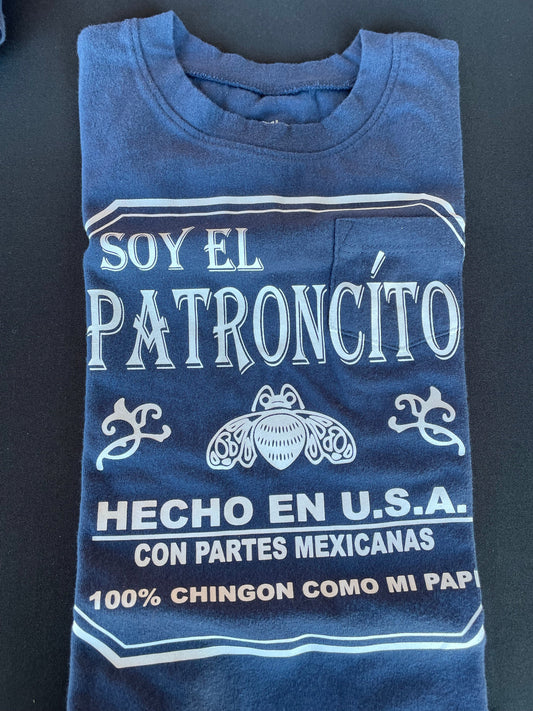 SOY EL
PATRONCÍTO
HECHO EN U.S.A.
CON PARTES MEXICANAS
100% CHINGON COMO MI PAPI